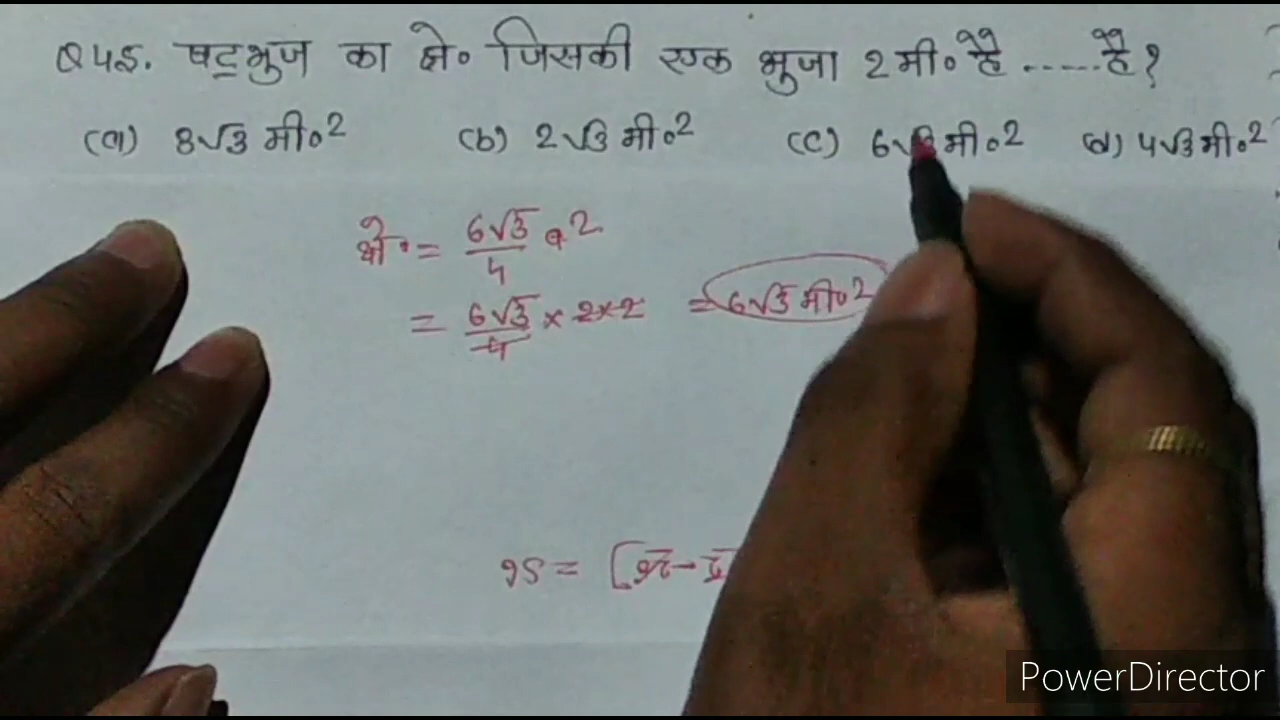 Q45. षट्भुज का क्षे० जिसकी एक भुजा 2 मी० है ...... है ?
(a) 8√3 मी०² (b) 2√3 मी०² (c) 6√3 मी०² (d) 4√3 मी०²
क्षे० = 6√3/4 a²
= 6√3/4 × 2×2 = 6√3 मी०²
PowerDirector